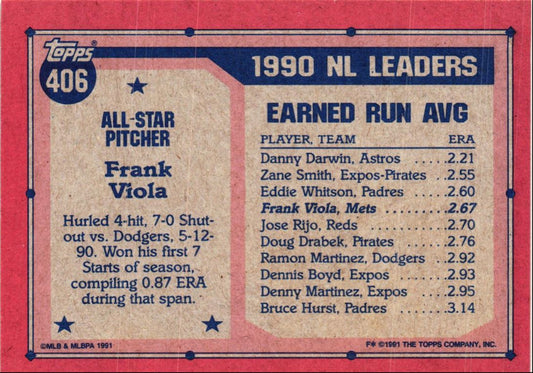 topps
406
ALL-STAR
PITCHER
Frank
Viola
Hurled 4-hit, 7-0 Shut-
out vs. Dodgers, 5-12-
90. Won his first 7
Starts of season,
compiling 0.87 ERA
during that span.
©MLB & MLBPA 1991
1990 NL LEADERS
EARNED RUN AVG
PLAYER, TEAM ERA
Danny Darwin, Astros .....2.21
Zane Smith, Expos-Pirates ..2.55
Eddie Whitson, Padres ....2.60
Frank Viola, Mets .........2.67
Jose Rijo, Reds ..........2.70
Doug Drabek, Pirates .....2.76
Ramon Martinez, Dodgers ..2.92
Dennis Boyd, Expos ......2.93
Denny Martinez, Expos ...2.95
Bruce Hurst, Padres ......3.14
F* ©1991 THE TOPPS COMPANY, INC.